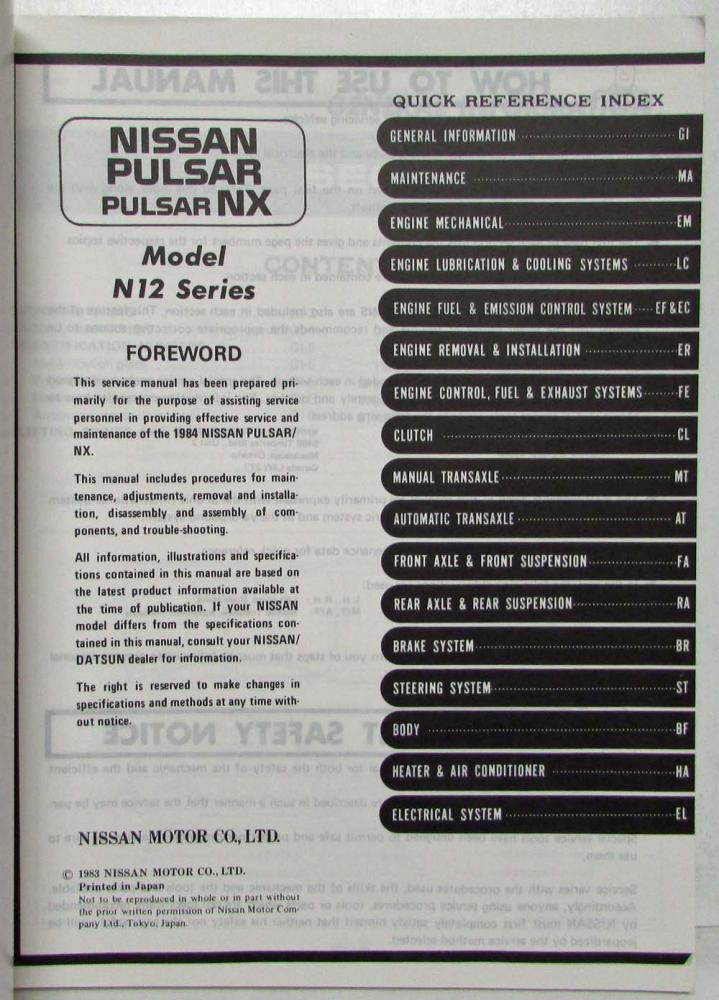 NISSAN
PULSAR
PULSAR NX
Model
N12 Series
FOREWORD
This service manual has been prepared pri-
marily for the purpose of assisting service
personnel in providing effective service and
maintenance of the 1984 NISSAN PULSAR/
NX.
This manual includes procedures for main-
tenance, adjustments, removal and installa-
tion, disassembly and assembly of com-
ponents, and trouble-shooting.
All information, illustrations and specifica-
tions contained in this manual are based on
the latest product information available at
the time of publication. If your NISSAN
model differs from the specifications con-
tained in this manual, consult your NISSAN/
DATSUN dealer for information.
The right is reserved to make changes in
specifications and methods at any time with-
out notice.
NISSAN MOTOR CO., LTD.
© 1983 NISSAN MOTOR CO., LTD.
Printed in Japan
Not to be reproduced in whole or in part without
the prior written permission of Nissan Motor Com-
pany Ltd., Tokyo, Japan.
QUICK REFERENCE INDEX
GENERAL INFORMATION GI
MAINTENANCE MA
ENGINE MECHANICAL EM
ENGINE LUBRICATION & COOLING SYSTEMS LC
ENGINE FUEL & EMISSION CONTROL SYSTEM EF & EC
ENGINE REMOVAL & INSTALLATION ER
ENGINE CONTROL, FUEL & EXHAUST SYSTEMS FE
CLUTCH CL
MANUAL TRANSAXLE MT
AUTOMATIC TRANSAXLE AT
FRONT AXLE & FRONT SUSPENSION FA
REAR AXLE & REAR SUSPENSION RA
BRAKE SYSTEM BR
STEERING SYSTEM ST
BODY BF
HEATER & AIR CONDITIONER HA
ELECTRICAL SYSTEM EL